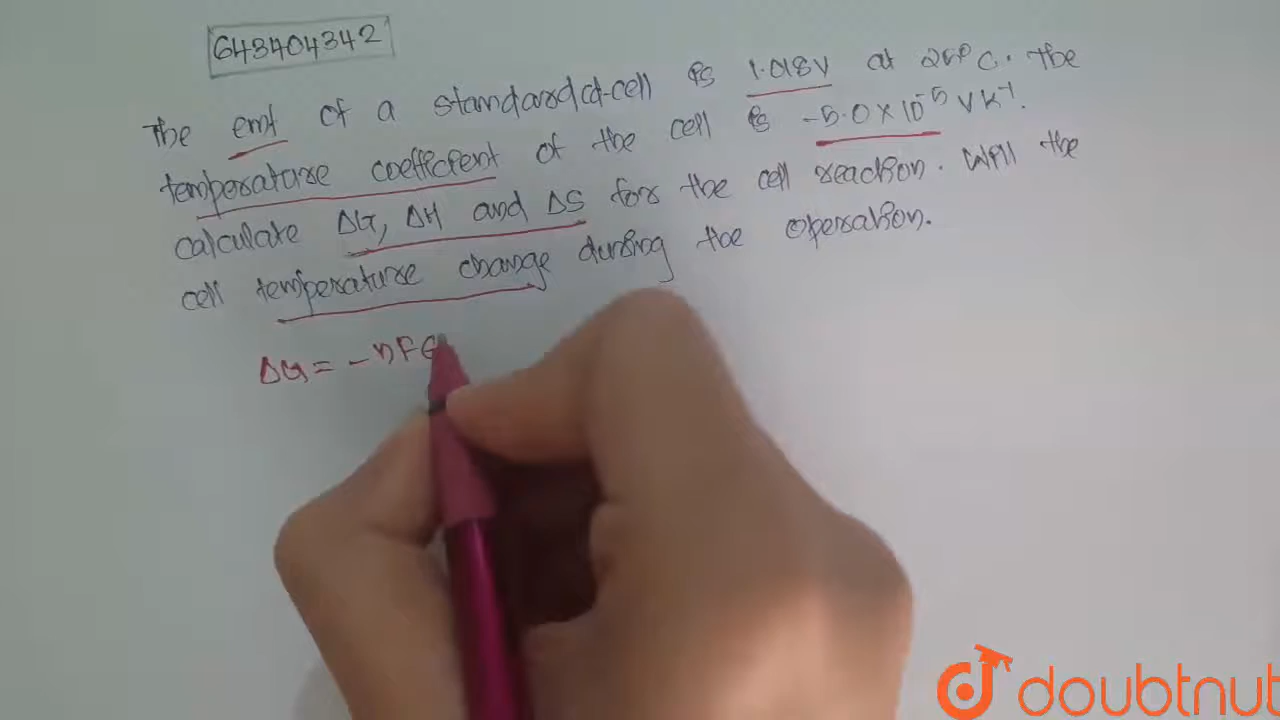 643404342
The emf of a standard cd-cell is 1.018V at 25°C. The
temperature coefficient of the cell is -5.0 × 10⁻⁵ V K⁻¹.
calculate ΔG, ΔH and ΔS for the cell reaction. Will the
cell temperature change during the operation.
ΔG = -nFE
doubtnut